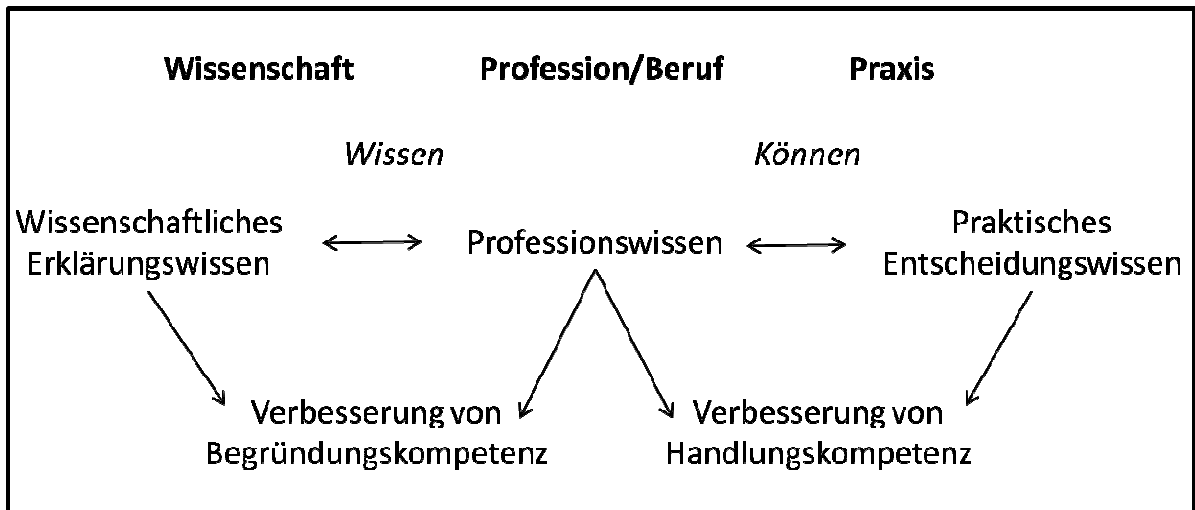 Wissenschaft Profession/Beruf Praxis
Wissen Können
Wissenschaftliches Erklärungswissen
Professionswissen
Praktisches Entscheidungswissen
Verbesserung von
Begründungskompetenz
Verbesserung von
Handlungskompetenz